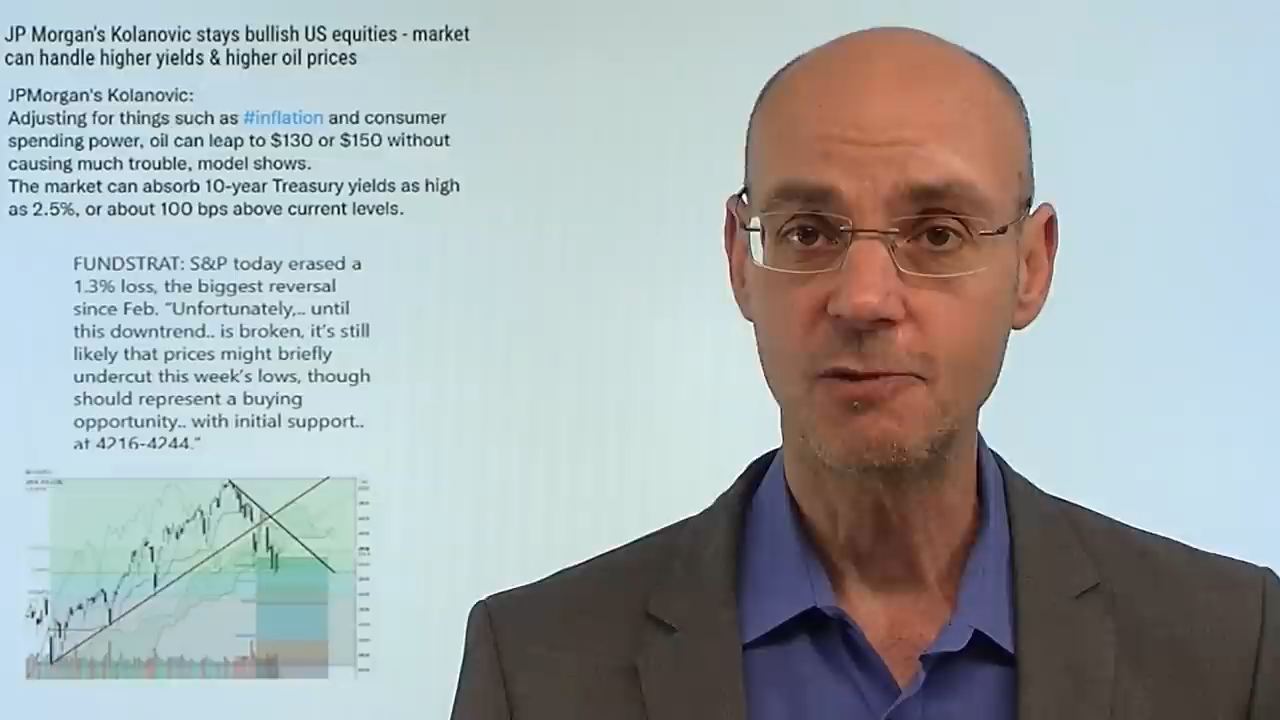 JP Morgan's Kolanovic stays bullish US equities - market
can handle higher yields & higher oil prices
JPMorgan's Kolanovic:
Adjusting for things such as #inflation and consumer
spending power, oil can leap to $130 or $150 without
causing much trouble, model shows.
The market can absorb 10-year Treasury yields as high
as 2.5%, or about 100 bps above current levels.
FUNDSTRAT: S&P today erased a
1.3% loss, the biggest reversal
since Feb. “Unfortunately,.. until
this downtrend.. is broken, it’s still
likely that prices might briefly
undercut this week’s lows, though
should represent a buying
opportunity.. with initial support..
at 4216-4244.”